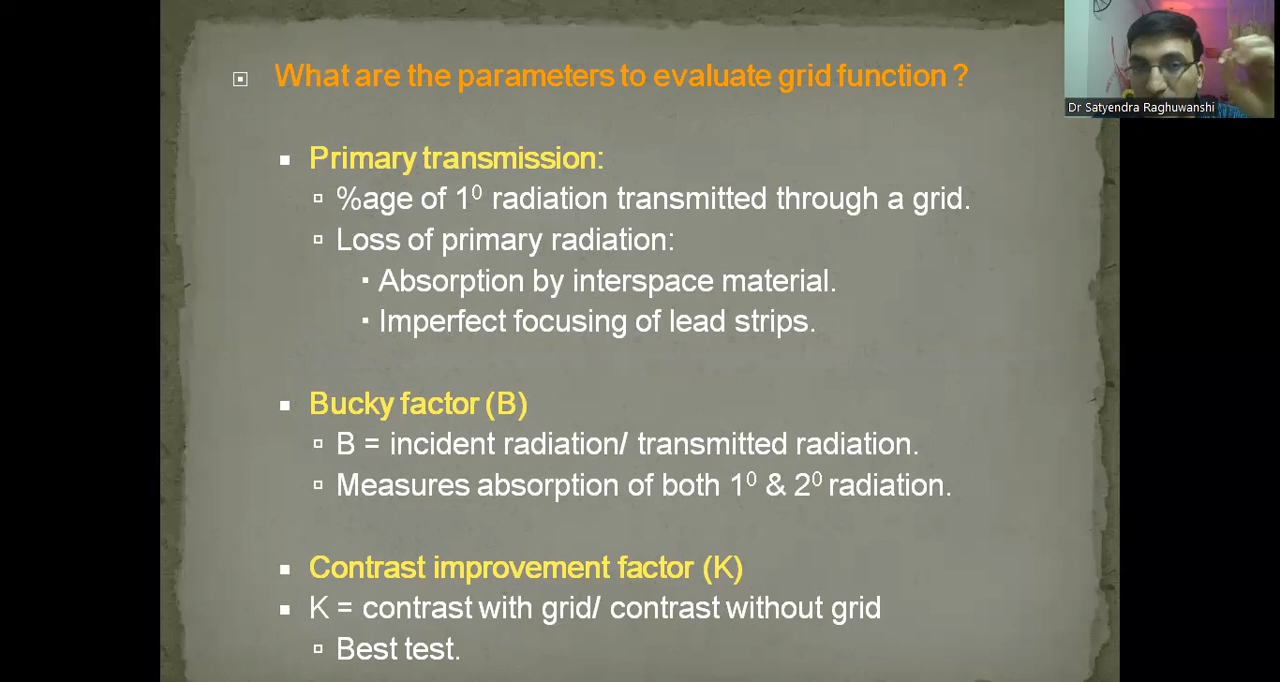 What are the parameters to evaluate grid function ?
Dr Satyendra Raghuwanshi
Primary transmission:
%age of 1⁰ radiation transmitted through a grid.
Loss of primary radiation:
Absorption by interspace material.
Imperfect focusing of lead strips.
Bucky factor (B)
B = incident radiation/ transmitted radiation.
Measures absorption of both 1⁰ & 2⁰ radiation.
Contrast improvement factor (K)
K = contrast with grid/ contrast without grid
Best test.